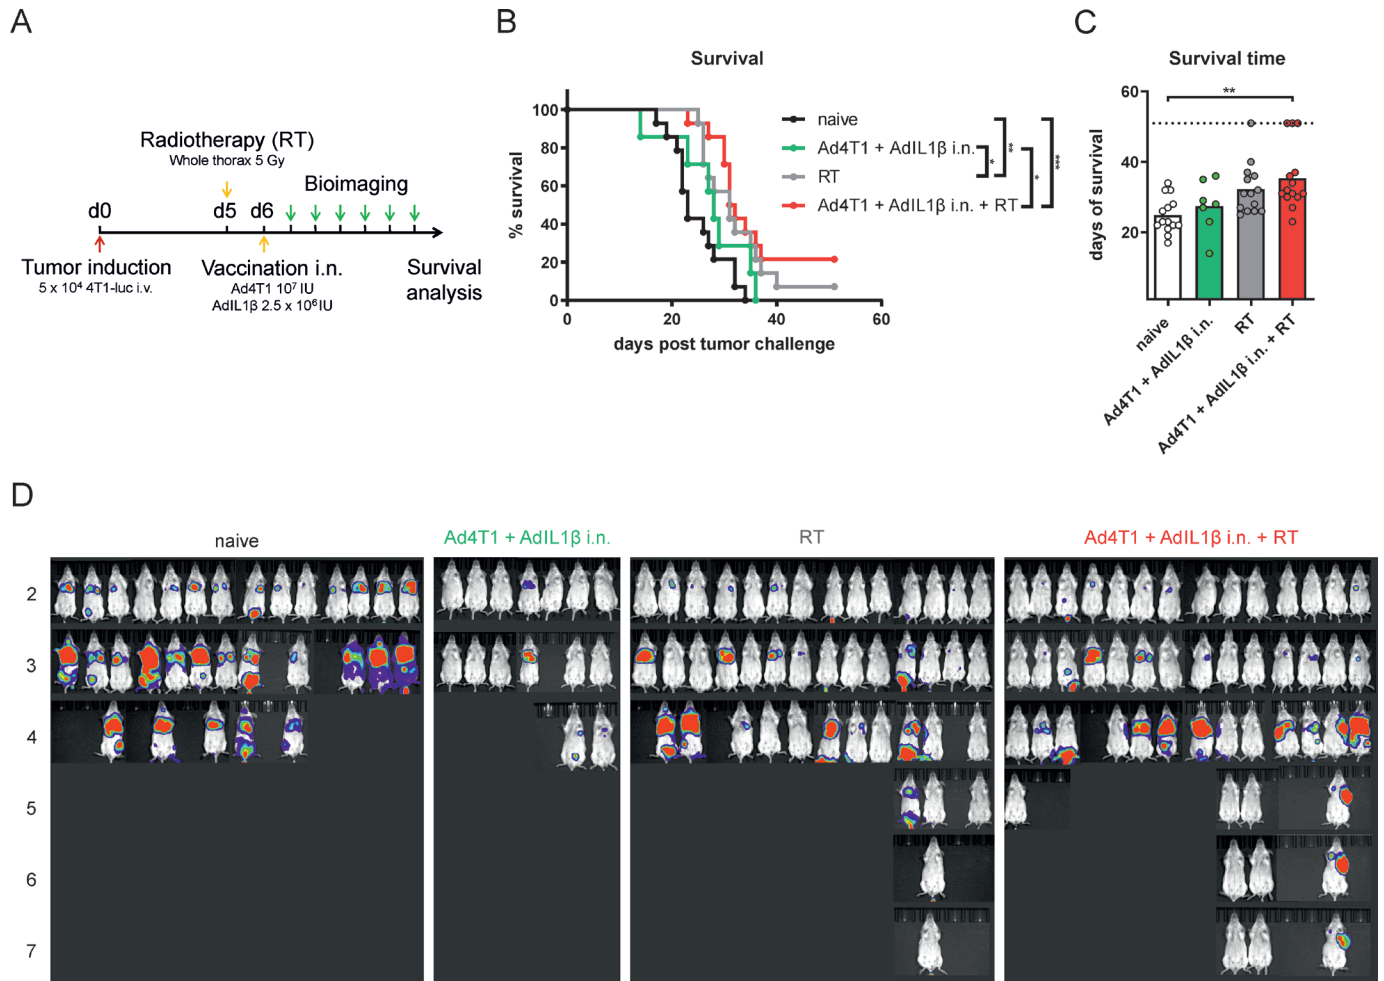 A
Radiotherapy (RT)
Whole thorax 5 Gy
Bioimaging
d0
d5
d6
Tumor induction
5 x 10⁴ 4T1-luc i.v.
Vaccination i.n.
Ad4T1 10⁷ IU
AdIL1β 2.5 x 10⁶ IU
Survival
analysis
B
Survival
% survival
100
80
60
40
20
0
0
20
40
60
days post tumor challenge
naive
Ad4T1 + AdIL1β i.n.
RT
Ad4T1 + AdIL1β i.n. + RT
*
**
*
***
C
Survival time
days of survival
60
40
20
**
naive
Ad4T1 + AdIL1β i.n.
RT
Ad4T1 + AdIL1β i.n. + RT
D
naive
Ad4T1 + AdIL1β i.n.
RT
Ad4T1 + AdIL1β i.n. + RT
2
3
4
5
6
7